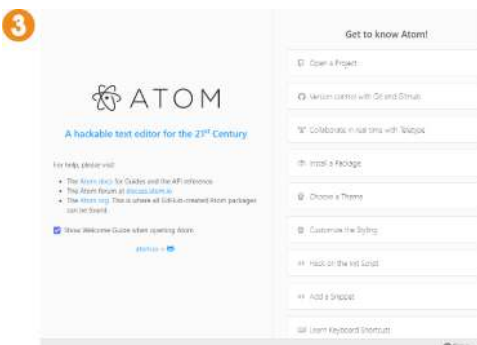 3
ATOM
A hackable text editor for the 21st Century
For help, please visit
The Atom docs for Guides and the API reference.
The Atom forum at discuss.atom.io
The Atom org. This is where all GitHub-created Atom packages
can be found.
Show Welcome Guide when opening Atom
atom.io ×
Get to know Atom!
Open a Project
Version control with Git and GitHub
Collaborate in real time with Teletype
Install a Package
Choose a Theme
Customize the Styling
Hack on the Init Script
Add a Snippet
Learn Keyboard Shortcuts